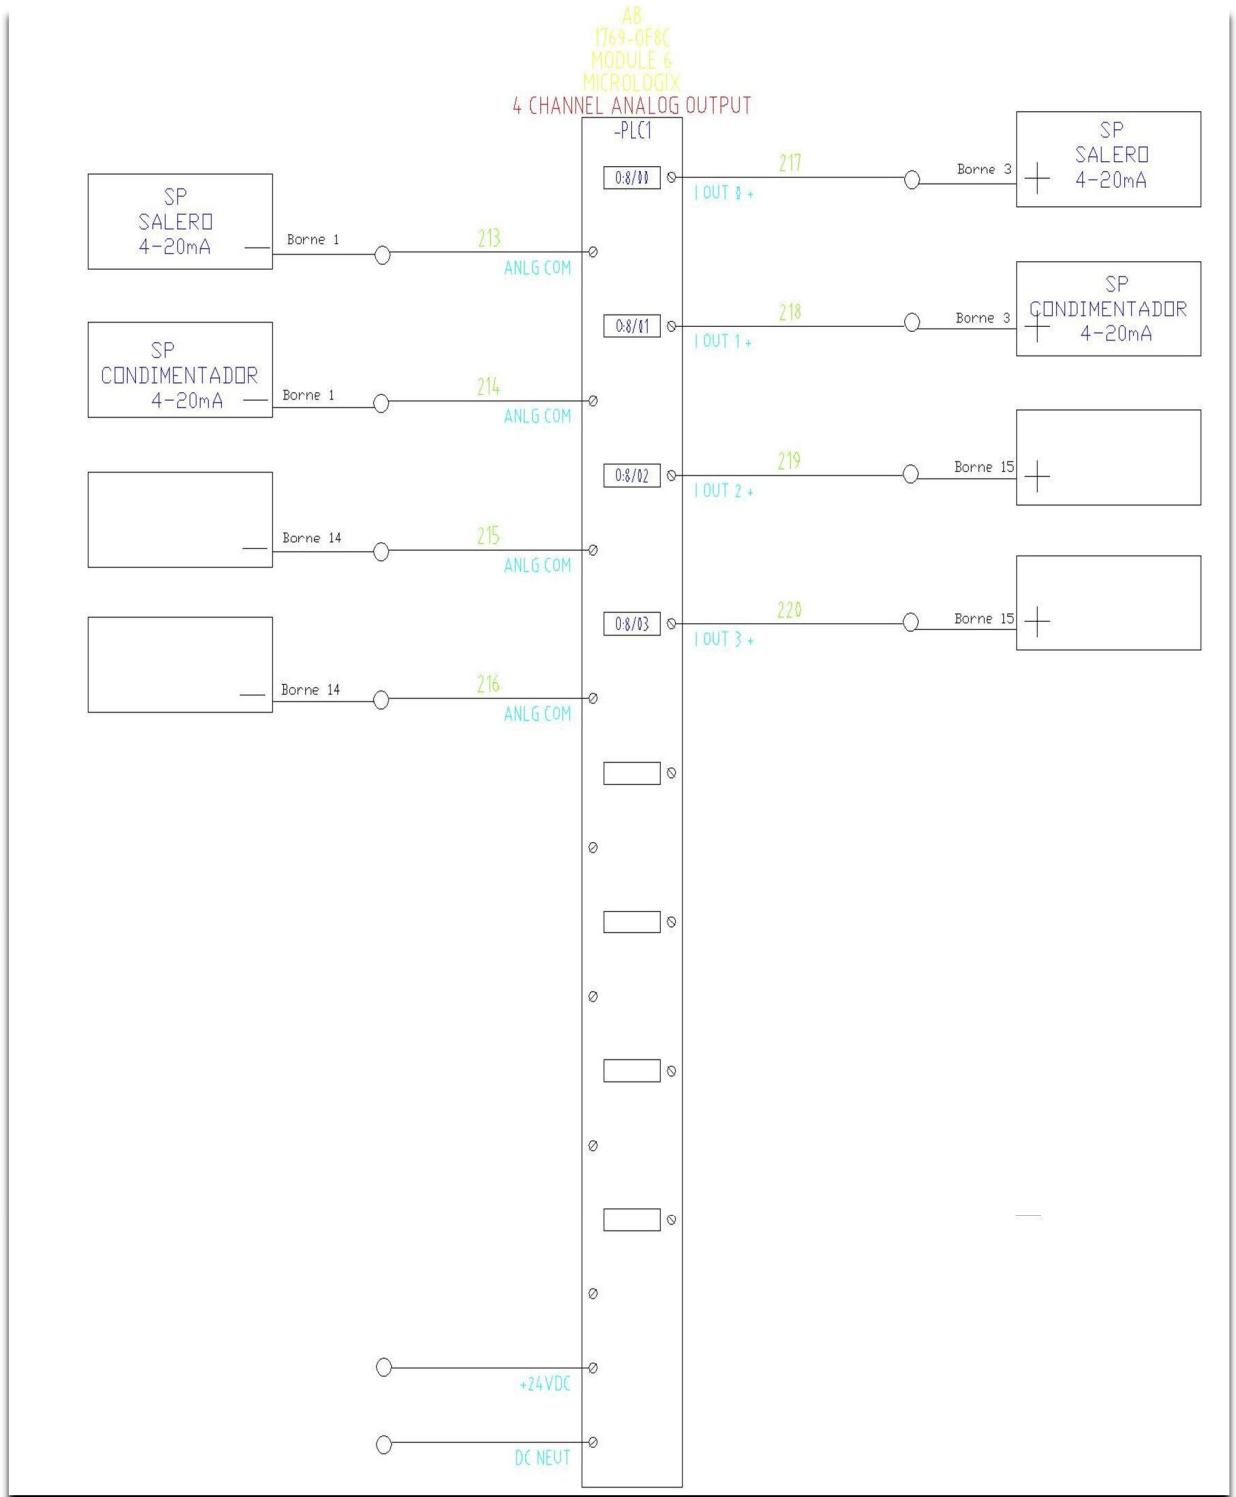 AB
1769-OF8C
MODULE 6
MICROLOGIX
4 CHANNEL ANALOG OUTPUT
-PLC1
O:8/00
217
I OUT 0 +
Borne 3
SP
SALERO
4-20mA
SP
SALERO
4-20mA
Borne 1
213
ANLG COM
O:8/01
218
I OUT 1 +
Borne 3
SP
CONDIMENTADOR
4-20mA
SP
CONDIMENTADOR
4-20mA
Borne 1
214
ANLG COM
O:8/02
219
I OUT 2 +
Borne 15
Borne 14
215
ANLG COM
O:8/03
220
I OUT 3 +
Borne 15
Borne 14
216
ANLG COM
+24VDC
DC NEUT